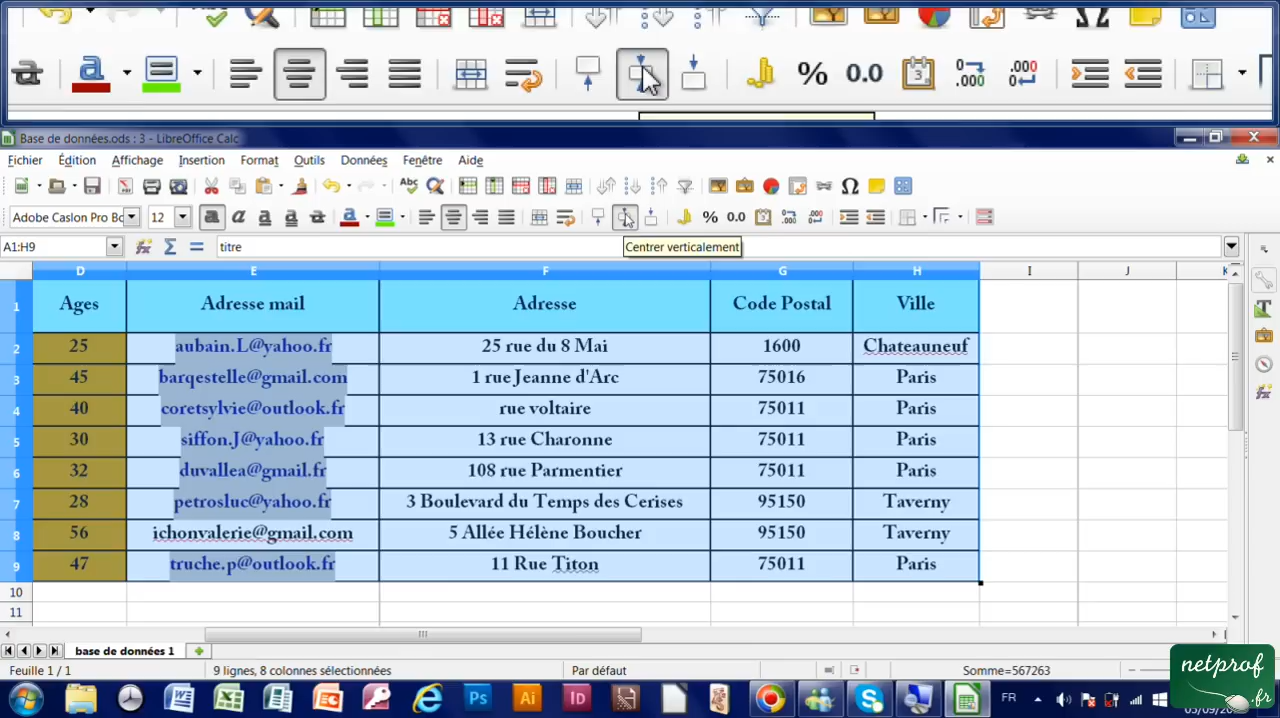 a % 0.0 3 .000 .000
Base de données.ods : 3 - LibreOffice Calc
Fichier Édition Affichage Insertion Format Outils Données Fenêtre Aide
Adobe Caslon Pro Bo 12 a a a a a a % 0.0
A1:H9 titre Centrer verticalement
D E F G H I J K
1 Ages Adresse mail Adresse Code Postal Ville
2 25 aubain.L@yahoo.fr 25 rue du 8 Mai 1600 Chateauneuf
3 45 barqestelle@gmail.com 1 rue Jeanne d'Arc 75016 Paris
4 40 coretsylvie@outlook.fr rue voltaire 75011 Paris
5 30 siffon.J@yahoo.fr 13 rue Charonne 75011 Paris
6 32 duvallea@gmail.fr 108 rue Parmentier 75011 Paris
7 28 petrosluc@yahoo.fr 3 Boulevard du Temps des Cerises 95150 Taverny
8 56 ichonvalerie@gmail.com 5 Allée Hélène Boucher 95150 Taverny
9 47 truche.p@outlook.fr 11 Rue Titon 75011 Paris
10
11
base de données 1
Feuille 1 / 1 9 lignes, 8 colonnes sélectionnées Par défaut Somme=567263
netprof
.fr
Ps Ai Id FR